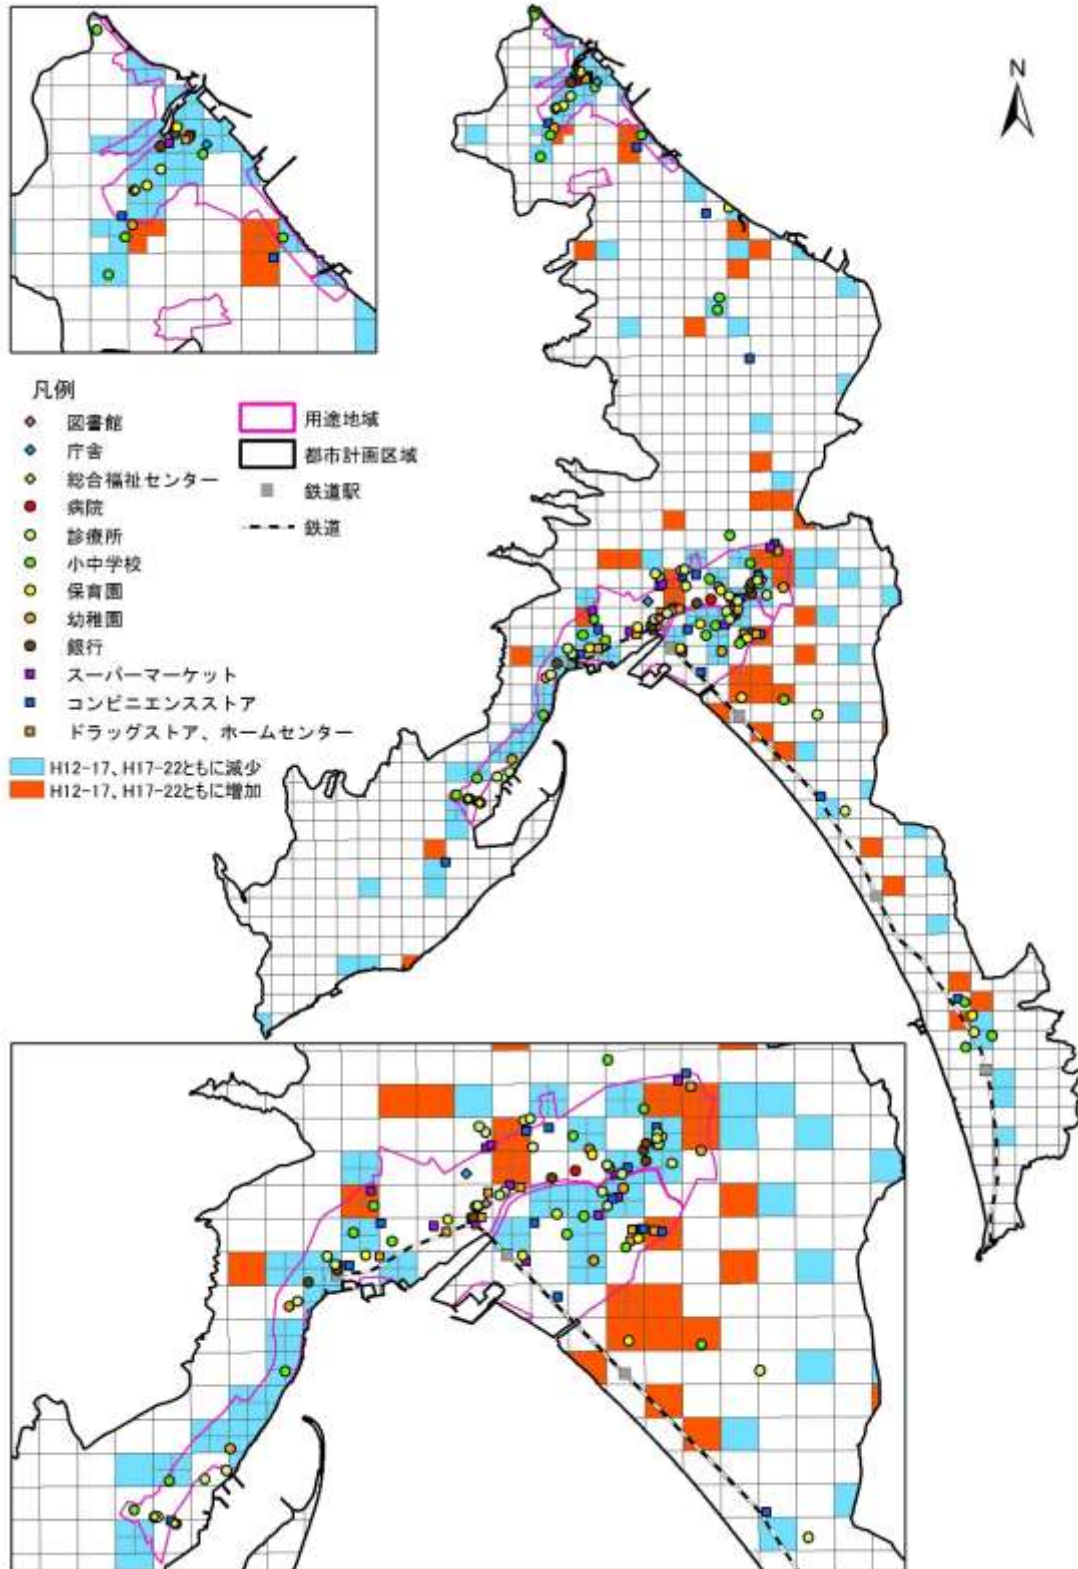 N
凡例
図書館
庁舎
総合福祉センター
病院
診療所
小中学校
保育園
幼稚園
銀行
スーパーマーケット
コンビニエンスストア
ドラッグストア、ホームセンター
H12-17、H17-22ともに減少
H12-17、H17-22ともに増加
用途地域
都市計画区域
鉄道駅
鉄道